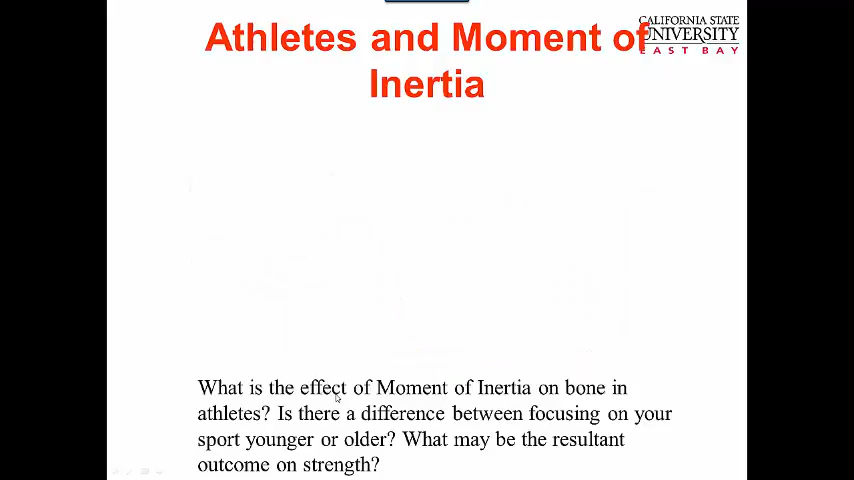 Athletes and Moment of
Inertia
CALIFORNIA STATE
UNIVERSITY
EAST BAY
What is the effect of Moment of Inertia on bone in
athletes? Is there a difference between focusing on your
sport younger or older? What may be the resultant
outcome on strength?